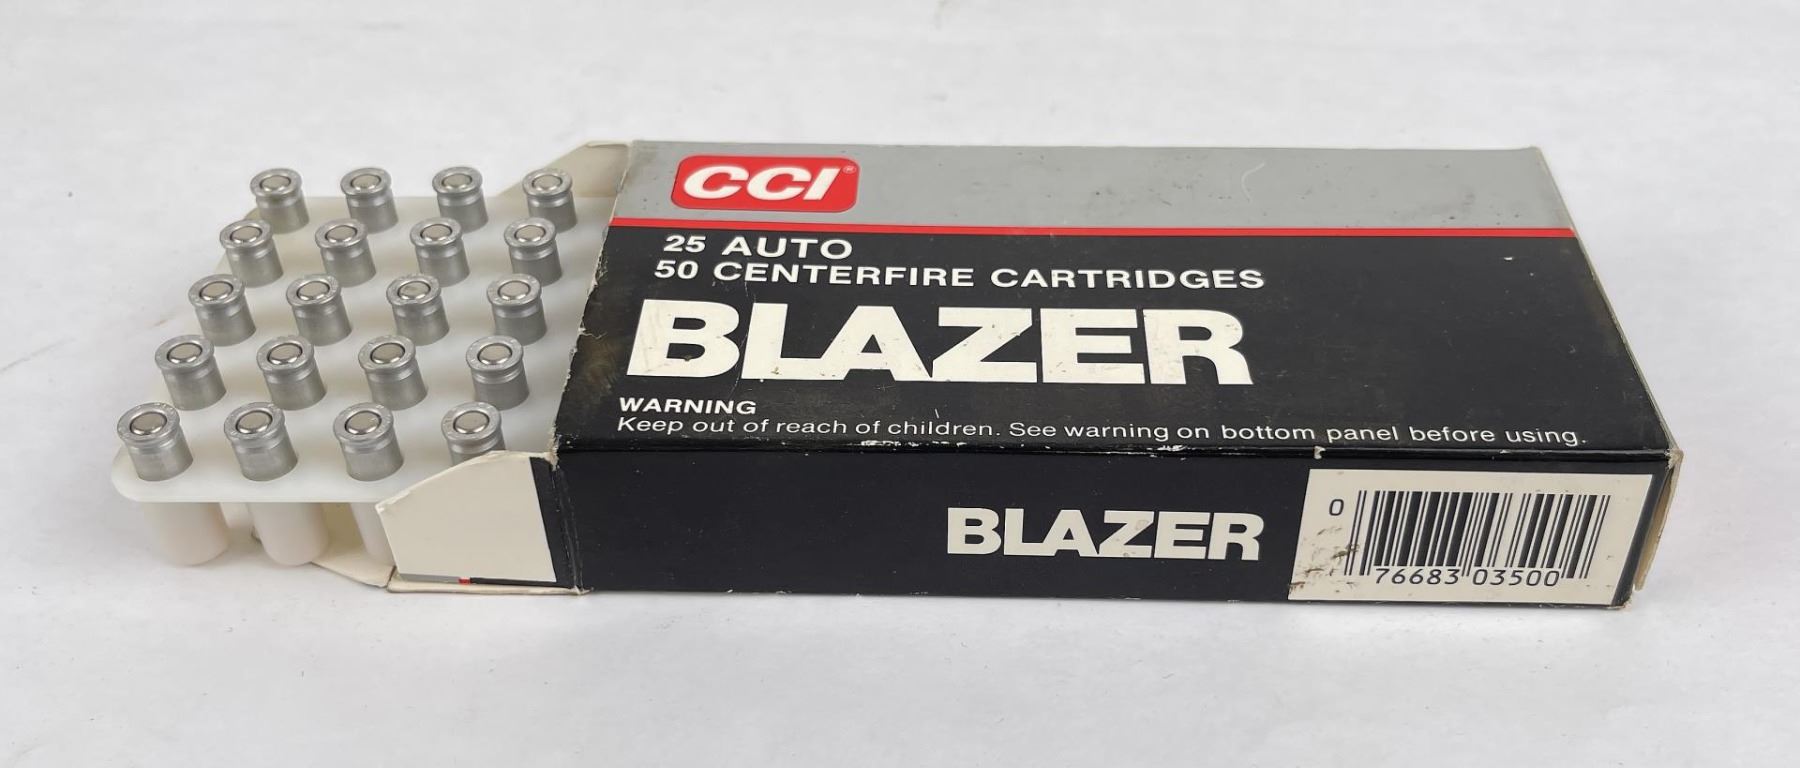 CCI®
25 AUTO
50 CENTERFIRE CARTRIDGES
BLAZER
WARNING
Keep out of reach of children. See warning on bottom panel before using.
BLAZER
0 76683 03500